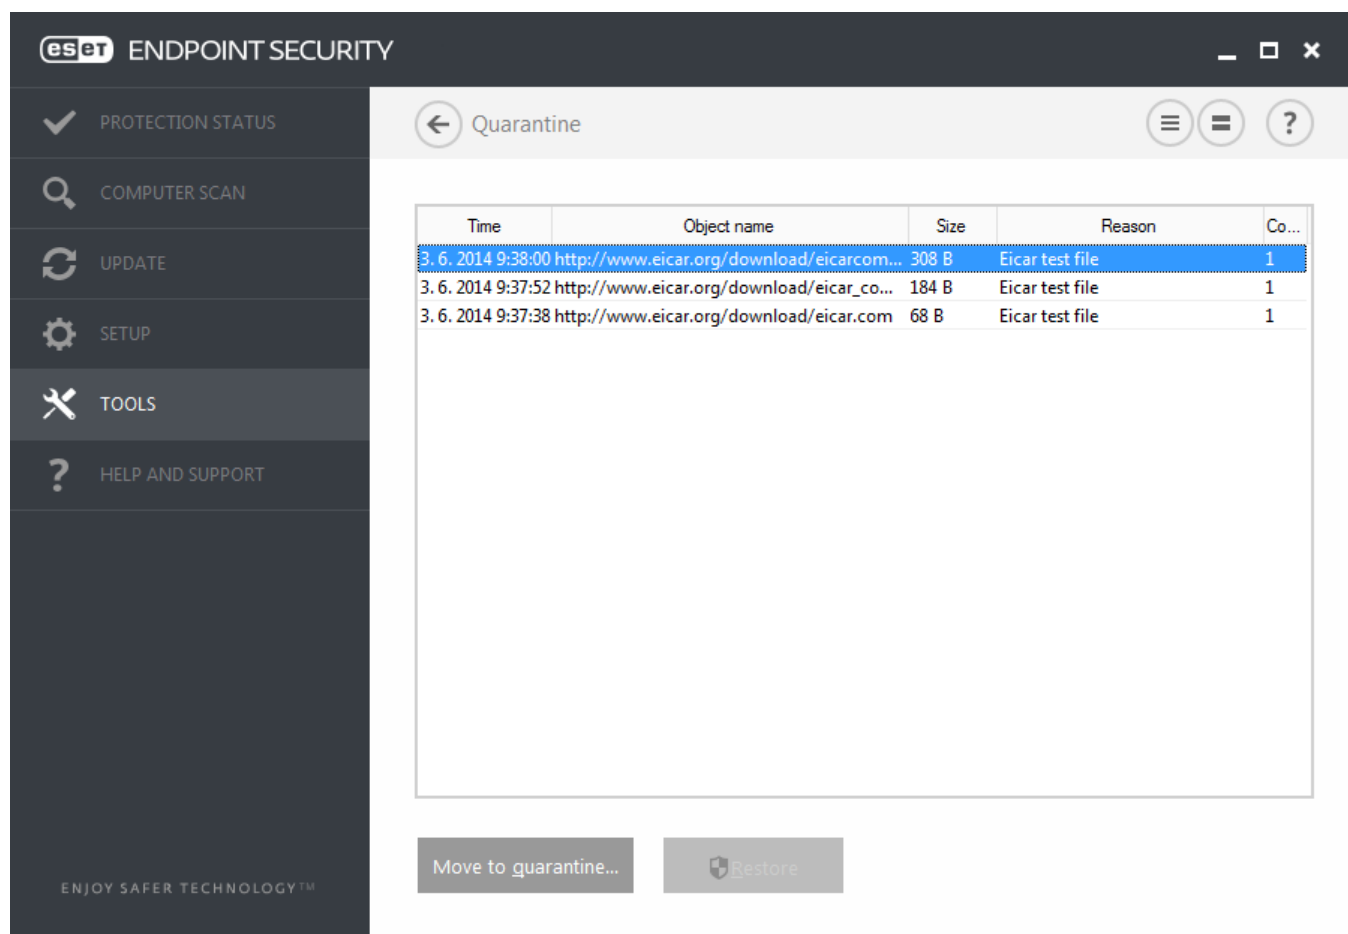 eset ENDPOINT SECURITY
PROTECTION STATUS
COMPUTER SCAN
UPDATE
SETUP
TOOLS
? HELP AND SUPPORT
ENJOY SAFER TECHNOLOGY™
Quarantine ?
Time Object name Size Reason Co...
3. 6. 2014 9:38:00 http://www.eicar.org/download/eicarcom... 308 B Eicar test file 1
3. 6. 2014 9:37:52 http://www.eicar.org/download/eicar_co... 184 B Eicar test file 1
3. 6. 2014 9:37:38 http://www.eicar.org/download/eicar.com 68 B Eicar test file 1
Move to quarantine... Restore